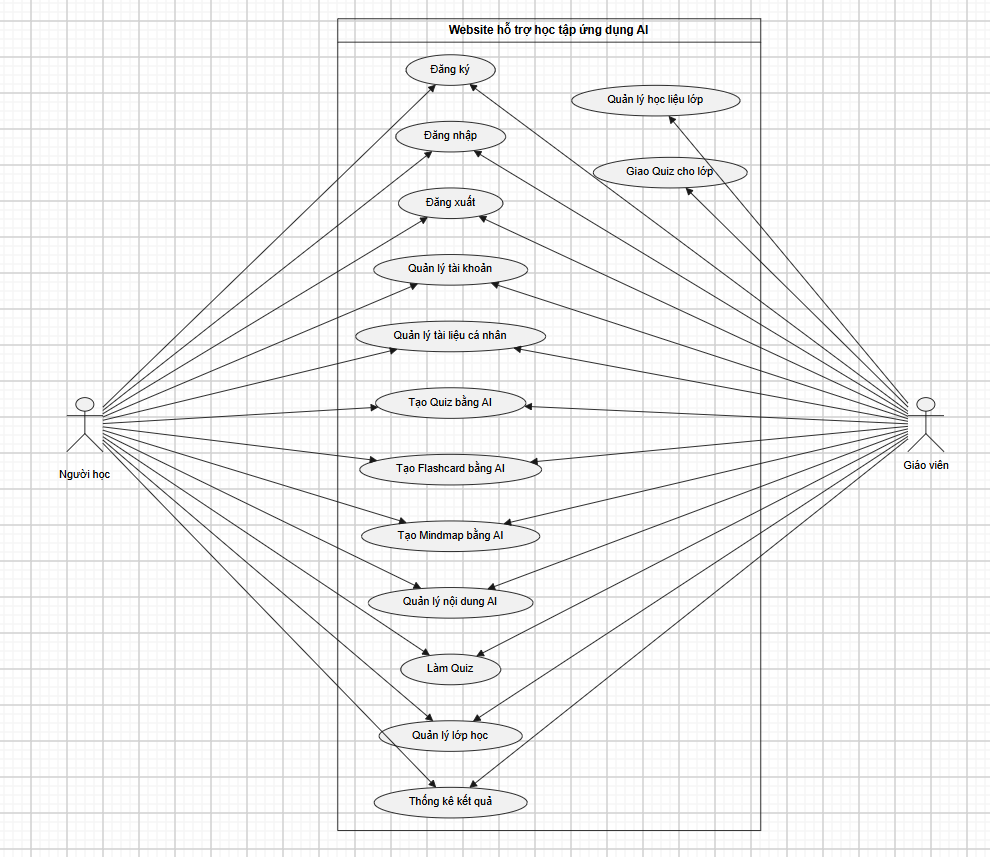 Website hỗ trợ học tập ứng dụng AI
Đăng ký
Quản lý học liệu lớp
Đăng nhập
Giao Quiz cho lớp
Đăng xuất
Quản lý tài khoản
Quản lý tài liệu cá nhân
Tạo Quiz bằng AI
Tạo Flashcard bằng AI
Người học
Giáo viên
Tạo Mindmap bằng AI
Quản lý nội dung AI
Làm Quiz
Quản lý lớp học
Thống kê kết quả